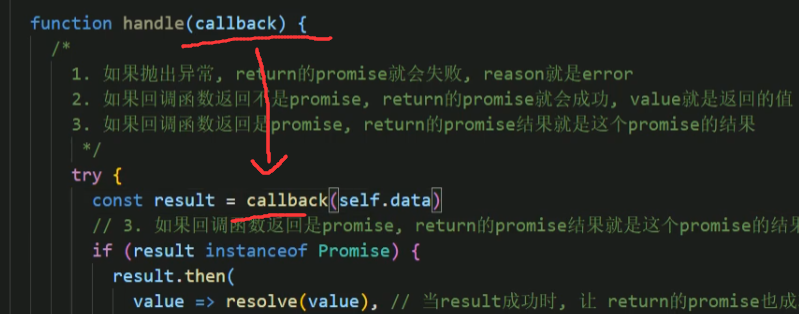 function handle(callback) {
/*
1. 如果抛出异常, return的promise就会失败, reason就是error
2. 如果回调函数返回不是promise, return的promise就会成功, value就是返回的值
3. 如果回调函数返回是promise, return的promise结果就是这个promise的结果
*/
try {
const result = callback(self.data)
// 3. 如果回调函数返回是promise, return的promise结果就是这个promise的结果
if (result instanceof Promise) {
result.then(
value => resolve(value), // 当result成功时, 让 return的promise也成